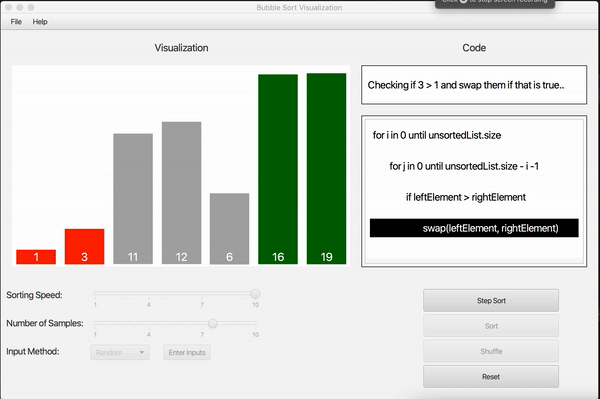 Bubble Sort Visualization
to stop screen recording
File Help
Visualization
Code
Checking if 3 > 1 and swap them if that is true..
for i in 0 until unsortedList.size
for j in 0 until unsortedList.size - i -1
if leftElement > rightElement
swap(leftElement, rightElement)
1 3 11 12 6 16 19
Sorting Speed:
1 4 7 10
Number of Samples:
1 4 7 10
Input Method:
Random
Enter Inputs
Step Sort
Sort
Shuffle
Reset